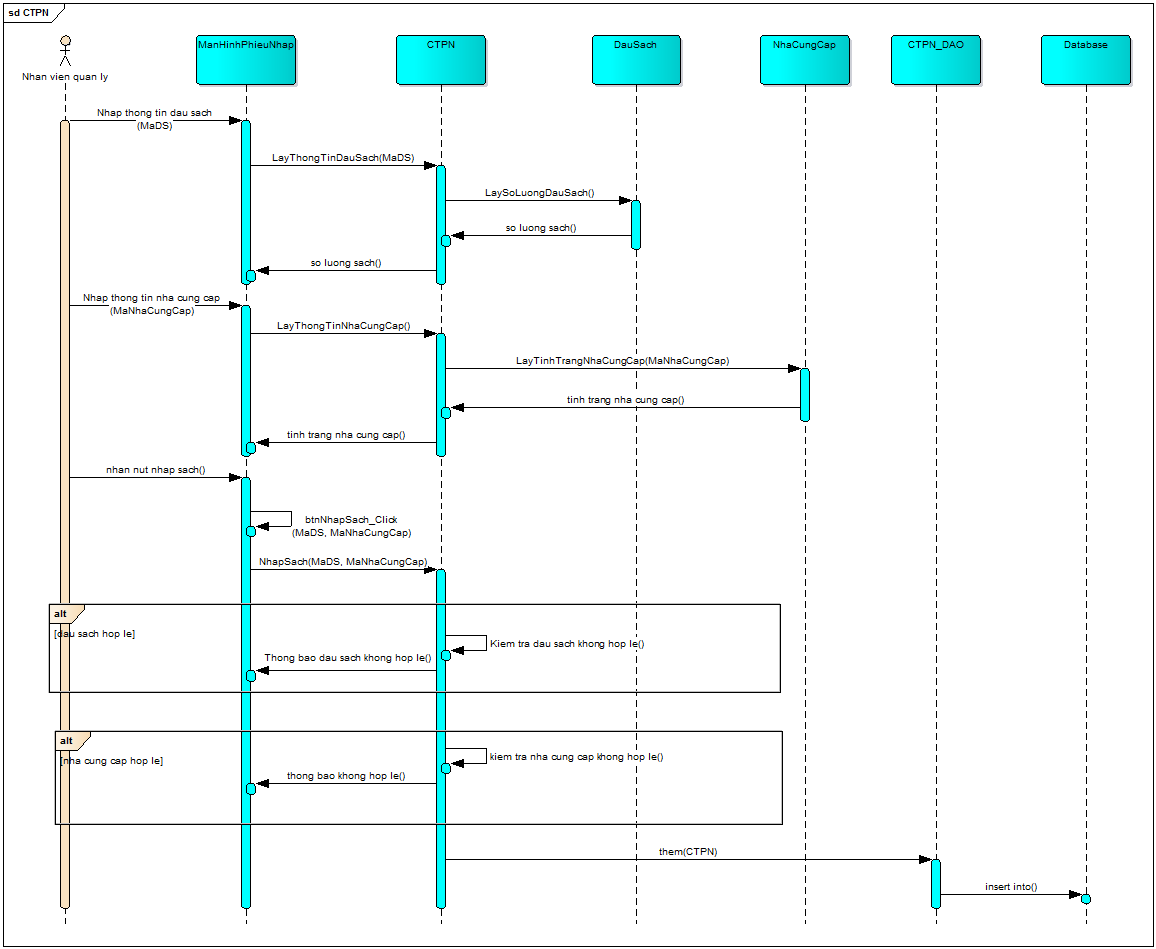 sd CTPN
Nhan vien quan ly
ManHinhPhieuNhap
CTPN
DauSach
NhaCungCap
CTPN_DAO
Database
Nhap thong tin dau sach
(MaDS)
LayThongTinDauSach(MaDS)
LaySoLuongDauSach()
so luong sach()
so luong sach()
Nhap thong tin nha cung cap
(MaNhaCungCap)
LayThongTinNhaCungCap()
LayTinhTrangNhaCungCap(MaNhaCungCap)
tinh trang nha cung cap()
tinh trang nha cung cap()
nhan nut nhap sach()
btnNhapSach_Click
(MaDS, MaNhaCungCap)
NhapSach(MaDS, MaNhaCungCap)
alt
[dau sach hop le]
Kiem tra dau sach khong hop le()
Thong bao dau sach khong hop le()
alt
[nha cung cap hop le]
kiem tra nha cung cap khong hop le()
thong bao khong hop le()
them(CTPN)
insert into()